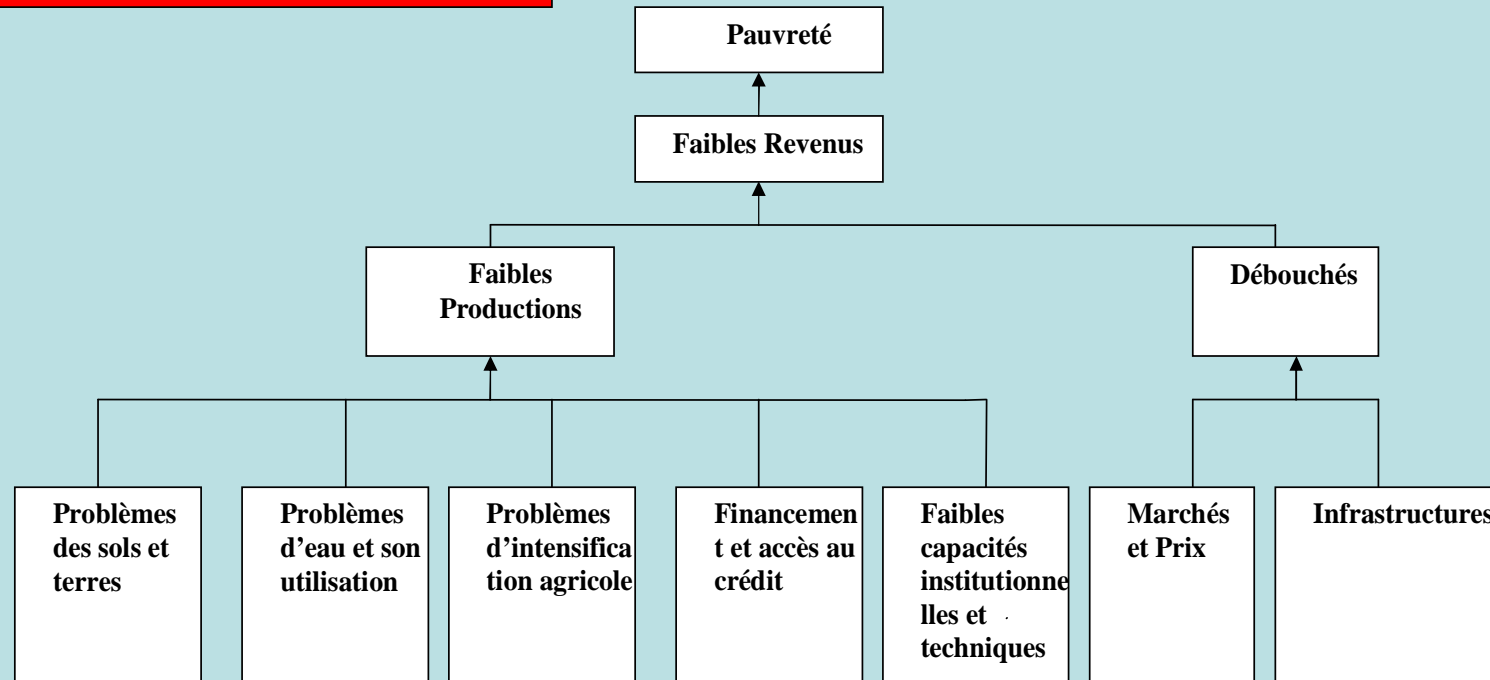 Pauvreté
Faibles Revenus
Faibles
Productions
Débouchés
Problèmes
des sols et
terres
Problèmes
d’eau et son
utilisation
Problèmes
d’intensifica
tion agricole
Financemen
t et accès au
crédit
Faibles
capacités
institutionne
lles et
techniques
Marchés
et Prix
Infrastructures